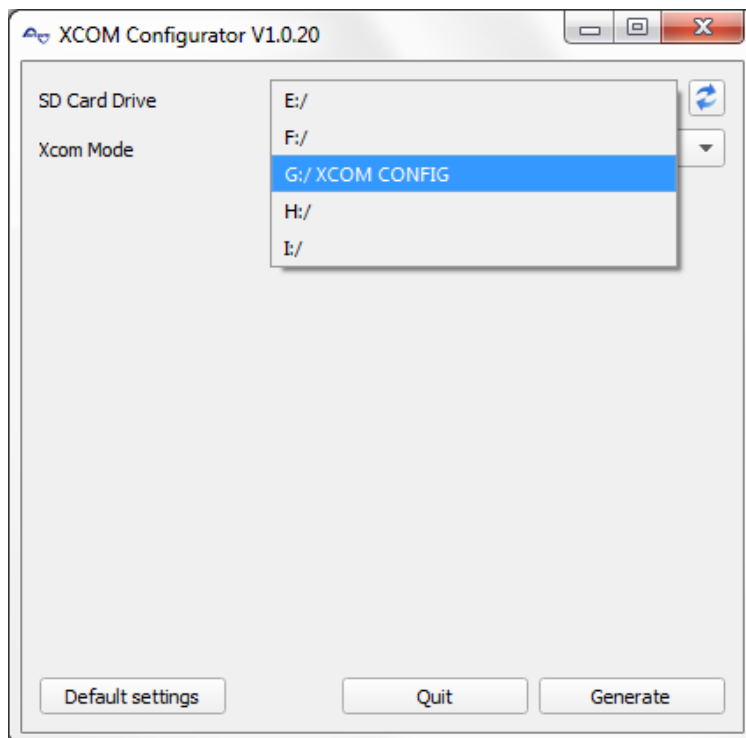 XCOM Configurator V1.0.20
SD Card Drive
E:/
F:/
Xcom Mode
G:/ XCOM CONFIG
H:/
I:/
Default settings
Quit
Generate